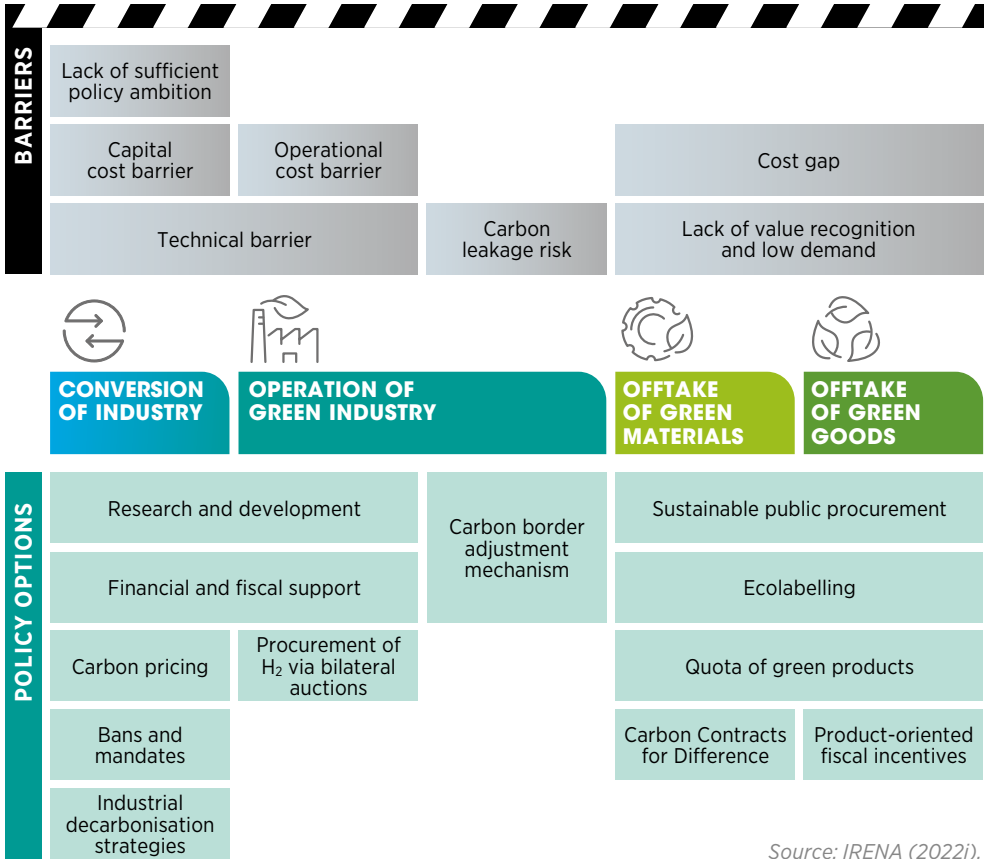 BARRIERS
Lack of sufficient
policy ambition
Capital
cost barrier
Operational
cost barrier
Cost gap
Technical barrier
Carbon
leakage risk
Lack of value recognition
and low demand
CONVERSION
OF INDUSTRY
OPERATION OF
GREEN INDUSTRY
OFFTAKE
OF GREEN
MATERIALS
OFFTAKE
OF GREEN
GOODS
POLICY OPTIONS
Research and development
Carbon border
adjustment
mechanism
Sustainable public procurement
Financial and fiscal support
Ecolabelling
Carbon pricing
Procurement of
H₂ via bilateral
auctions
Quota of green products
Bans and
mandates
Carbon Contracts
for Difference
Product-oriented
fiscal incentives
Industrial
decarbonisation
strategies
Source: IRENA (2022i).